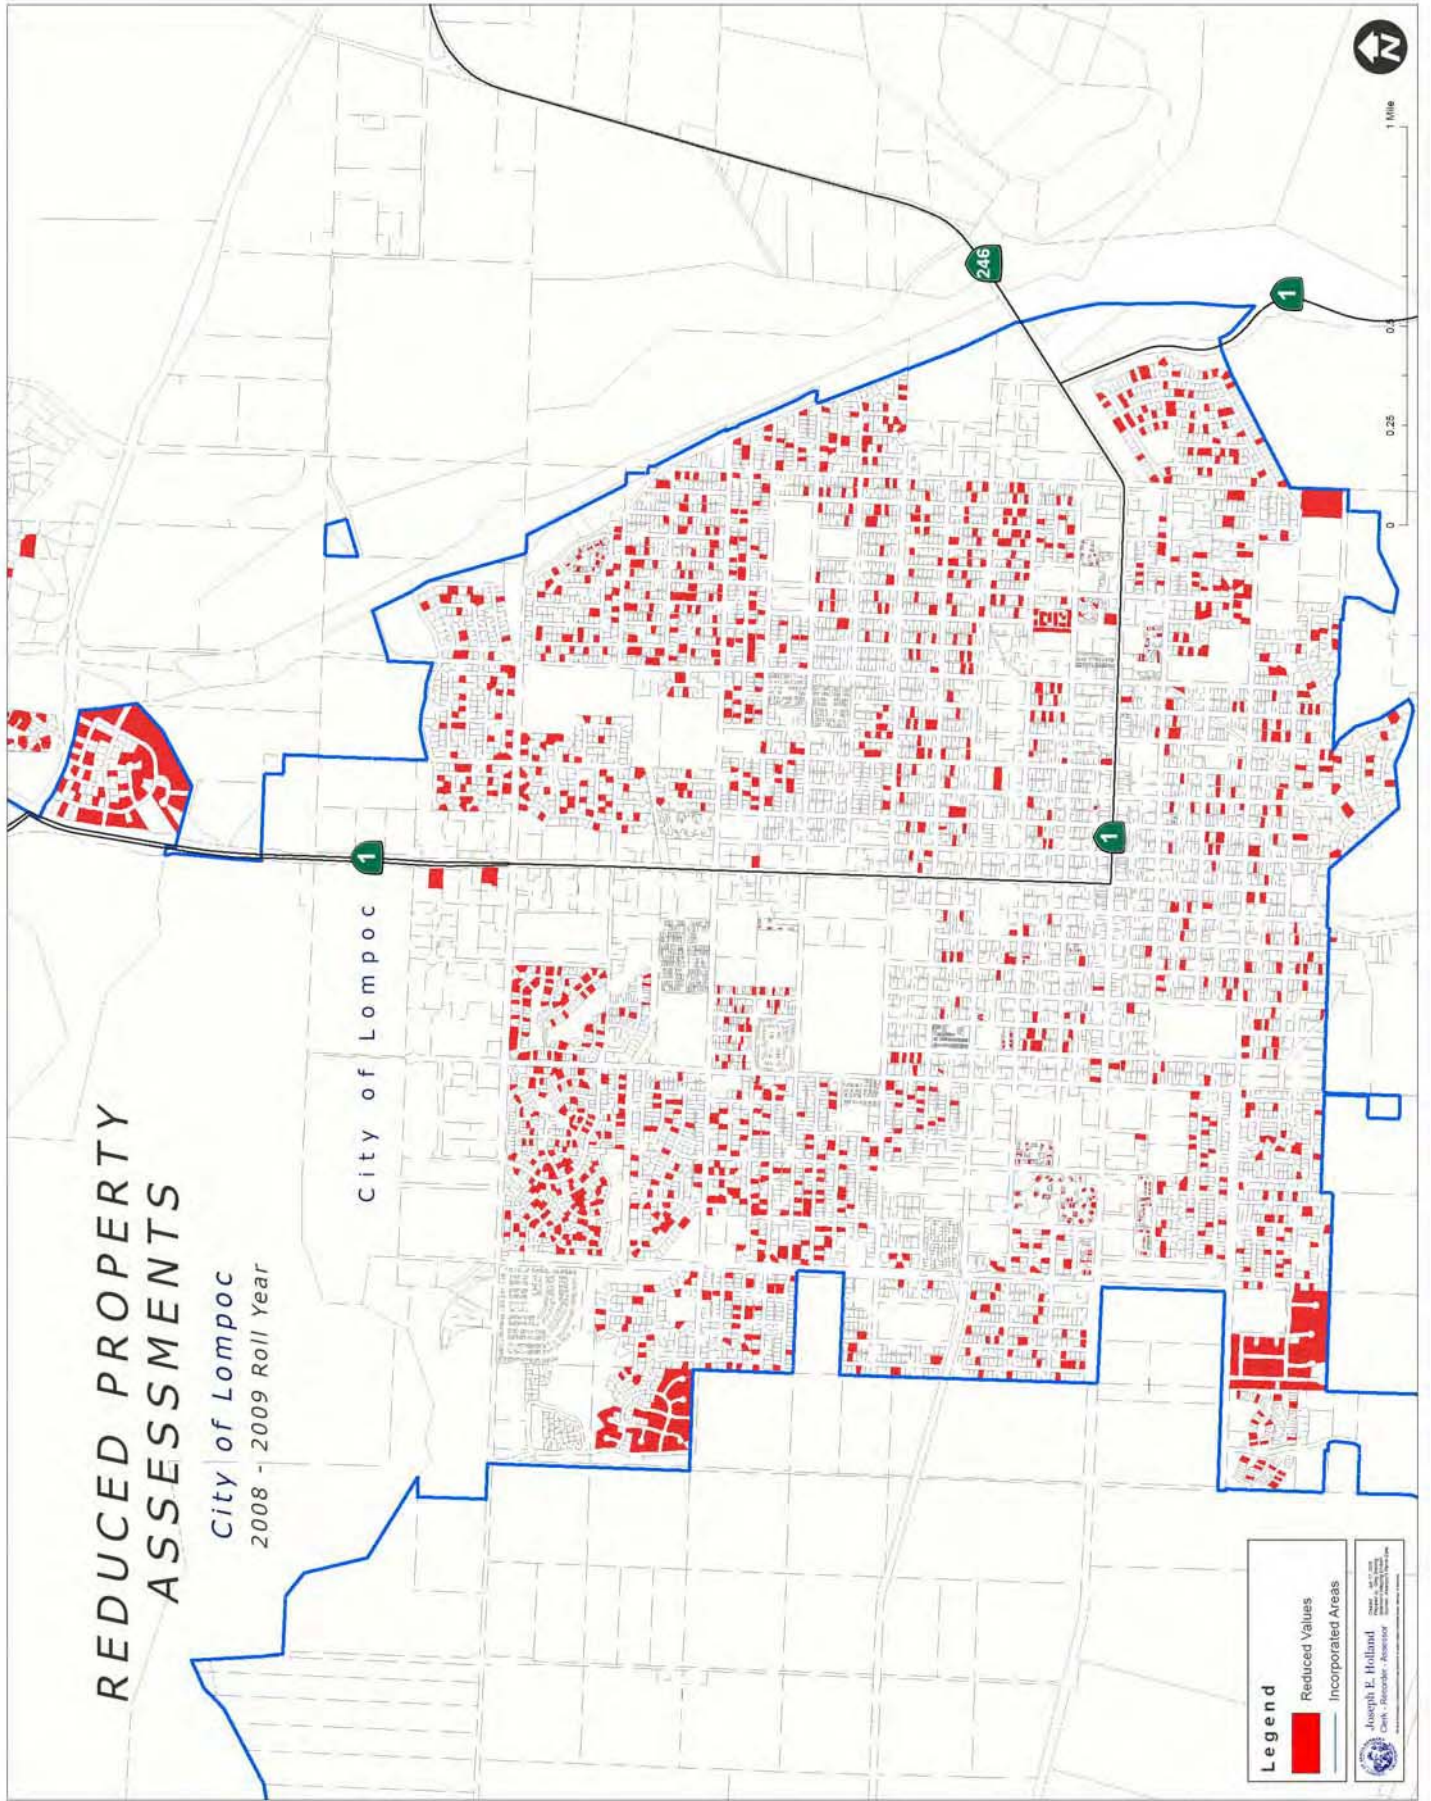 REDUCED PROPERTY
ASSESSMENTS
City of Lompoc
2008 - 2009 Roll Year
City of Lompoc
1
1
246
1
N
0
0.25
0.5
1 Mile
Legend
Reduced Values
Incorporated Areas
Joseph E. Holland
Clerk - Recorder - Assessor